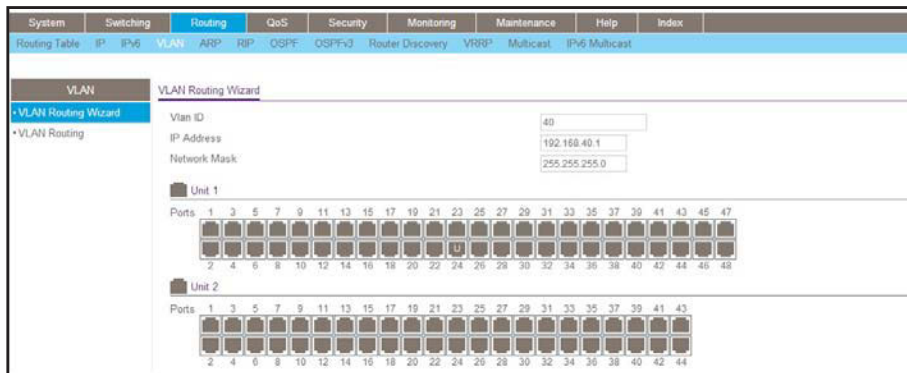 System Switching Routing QoS Security Monitoring Maintenance Help Index
Routing Table IP IPv6 VLAN ARP RIP OSPF OSPFv3 Router Discovery VRRP Multicast IPv6 Multicast
VLAN
• VLAN Routing Wizard
• VLAN Routing
VLAN Routing Wizard
Vlan ID 40
IP Address 192.168.40.1
Network Mask 255.255.255.0
Unit 1
Ports 1 3 5 7 9 11 13 15 17 19 21 23 25 27 29 31 33 35 37 39 41 43 45 47
U
2 4 6 8 10 12 14 16 18 20 22 24 26 28 30 32 34 36 38 40 42 44 46 48
Unit 2
Ports 1 3 5 7 9 11 13 15 17 19 21 23 25 27 29 31 33 35 37 39 41 43
2 4 6 8 10 12 14 16 18 20 22 24 26 28 30 32 34 36 38 40 42 44